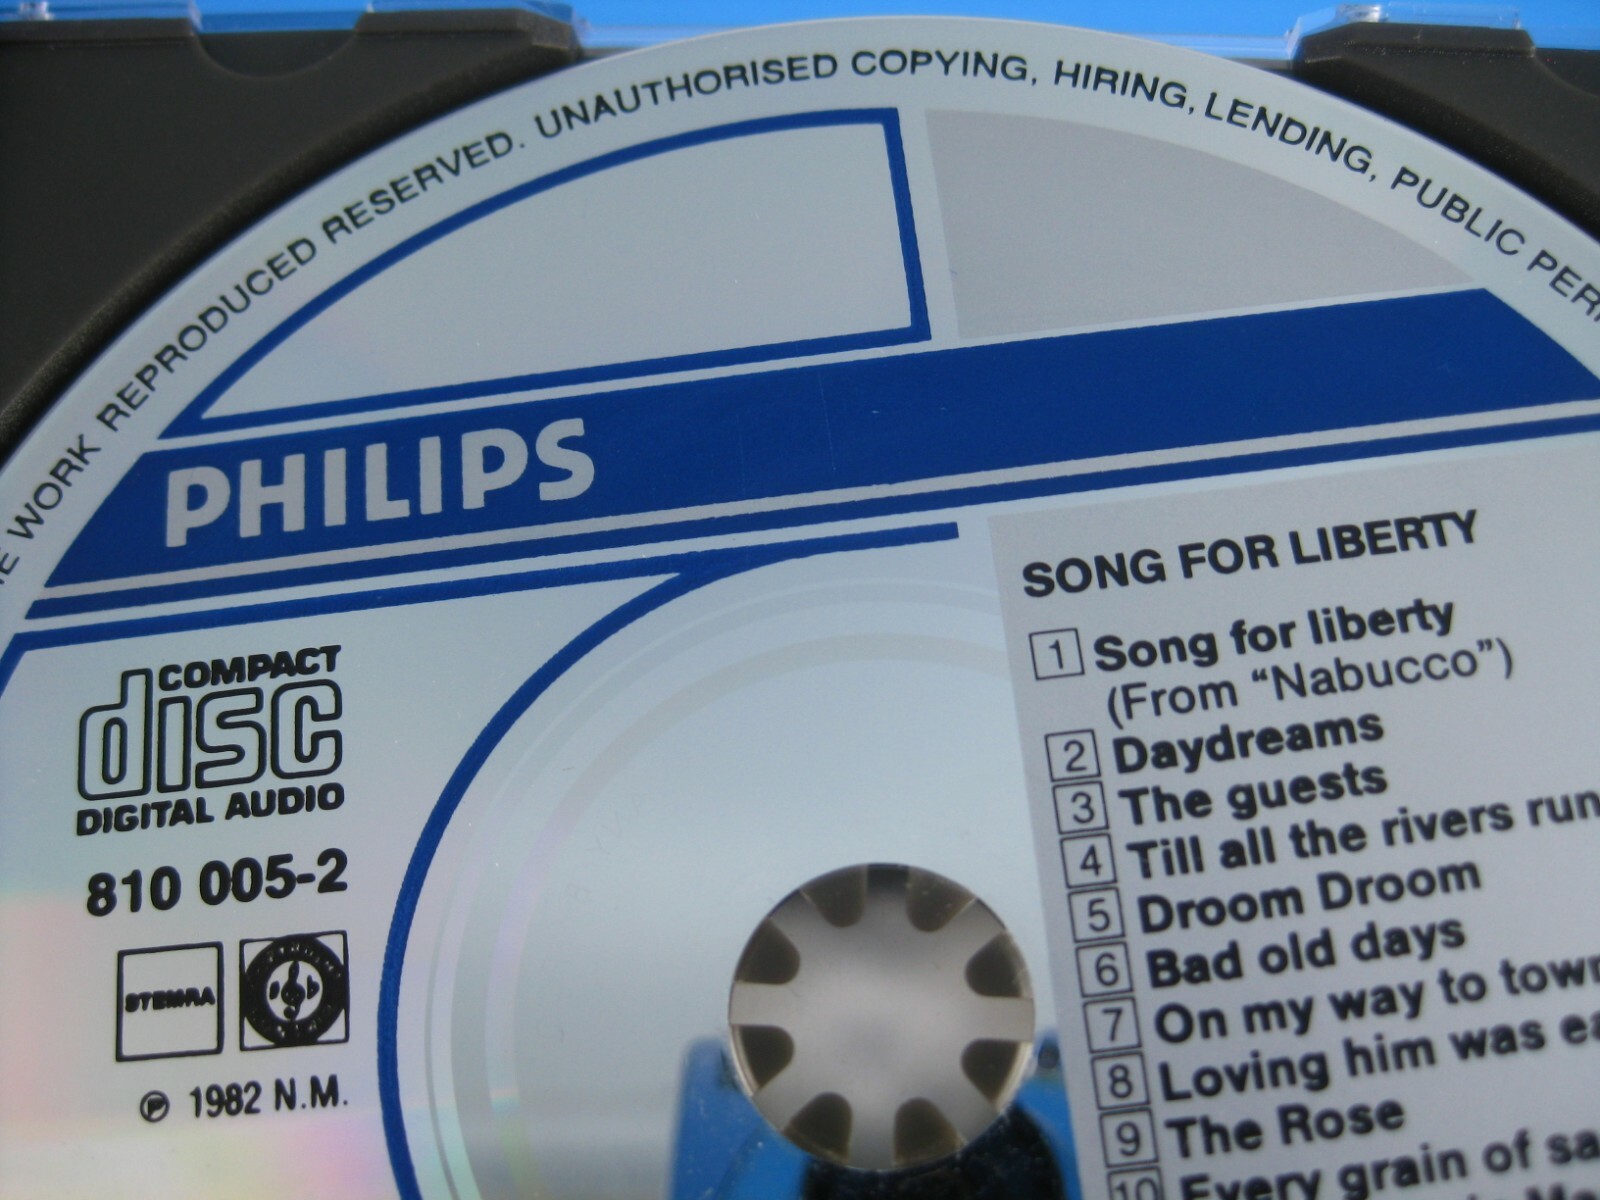 WORK REPRODUCED RESERVED. UNAUTHORISED COPYING, HIRING, LENDING, PUBLIC
PHILIPS
COMPACT
disc
DIGITAL AUDIO
810 005-2
STEMRA
℗ 1982 N.M.
SONG FOR LIBERTY
1 Song for liberty
(From “Nabucco”)
2 Daydreams
3 The guests
4 Till all the rivers run
5 Droom Droom
6 Bad old days
7 On my way to town
8 Loving him was
9 The Rose
10 Every grain of